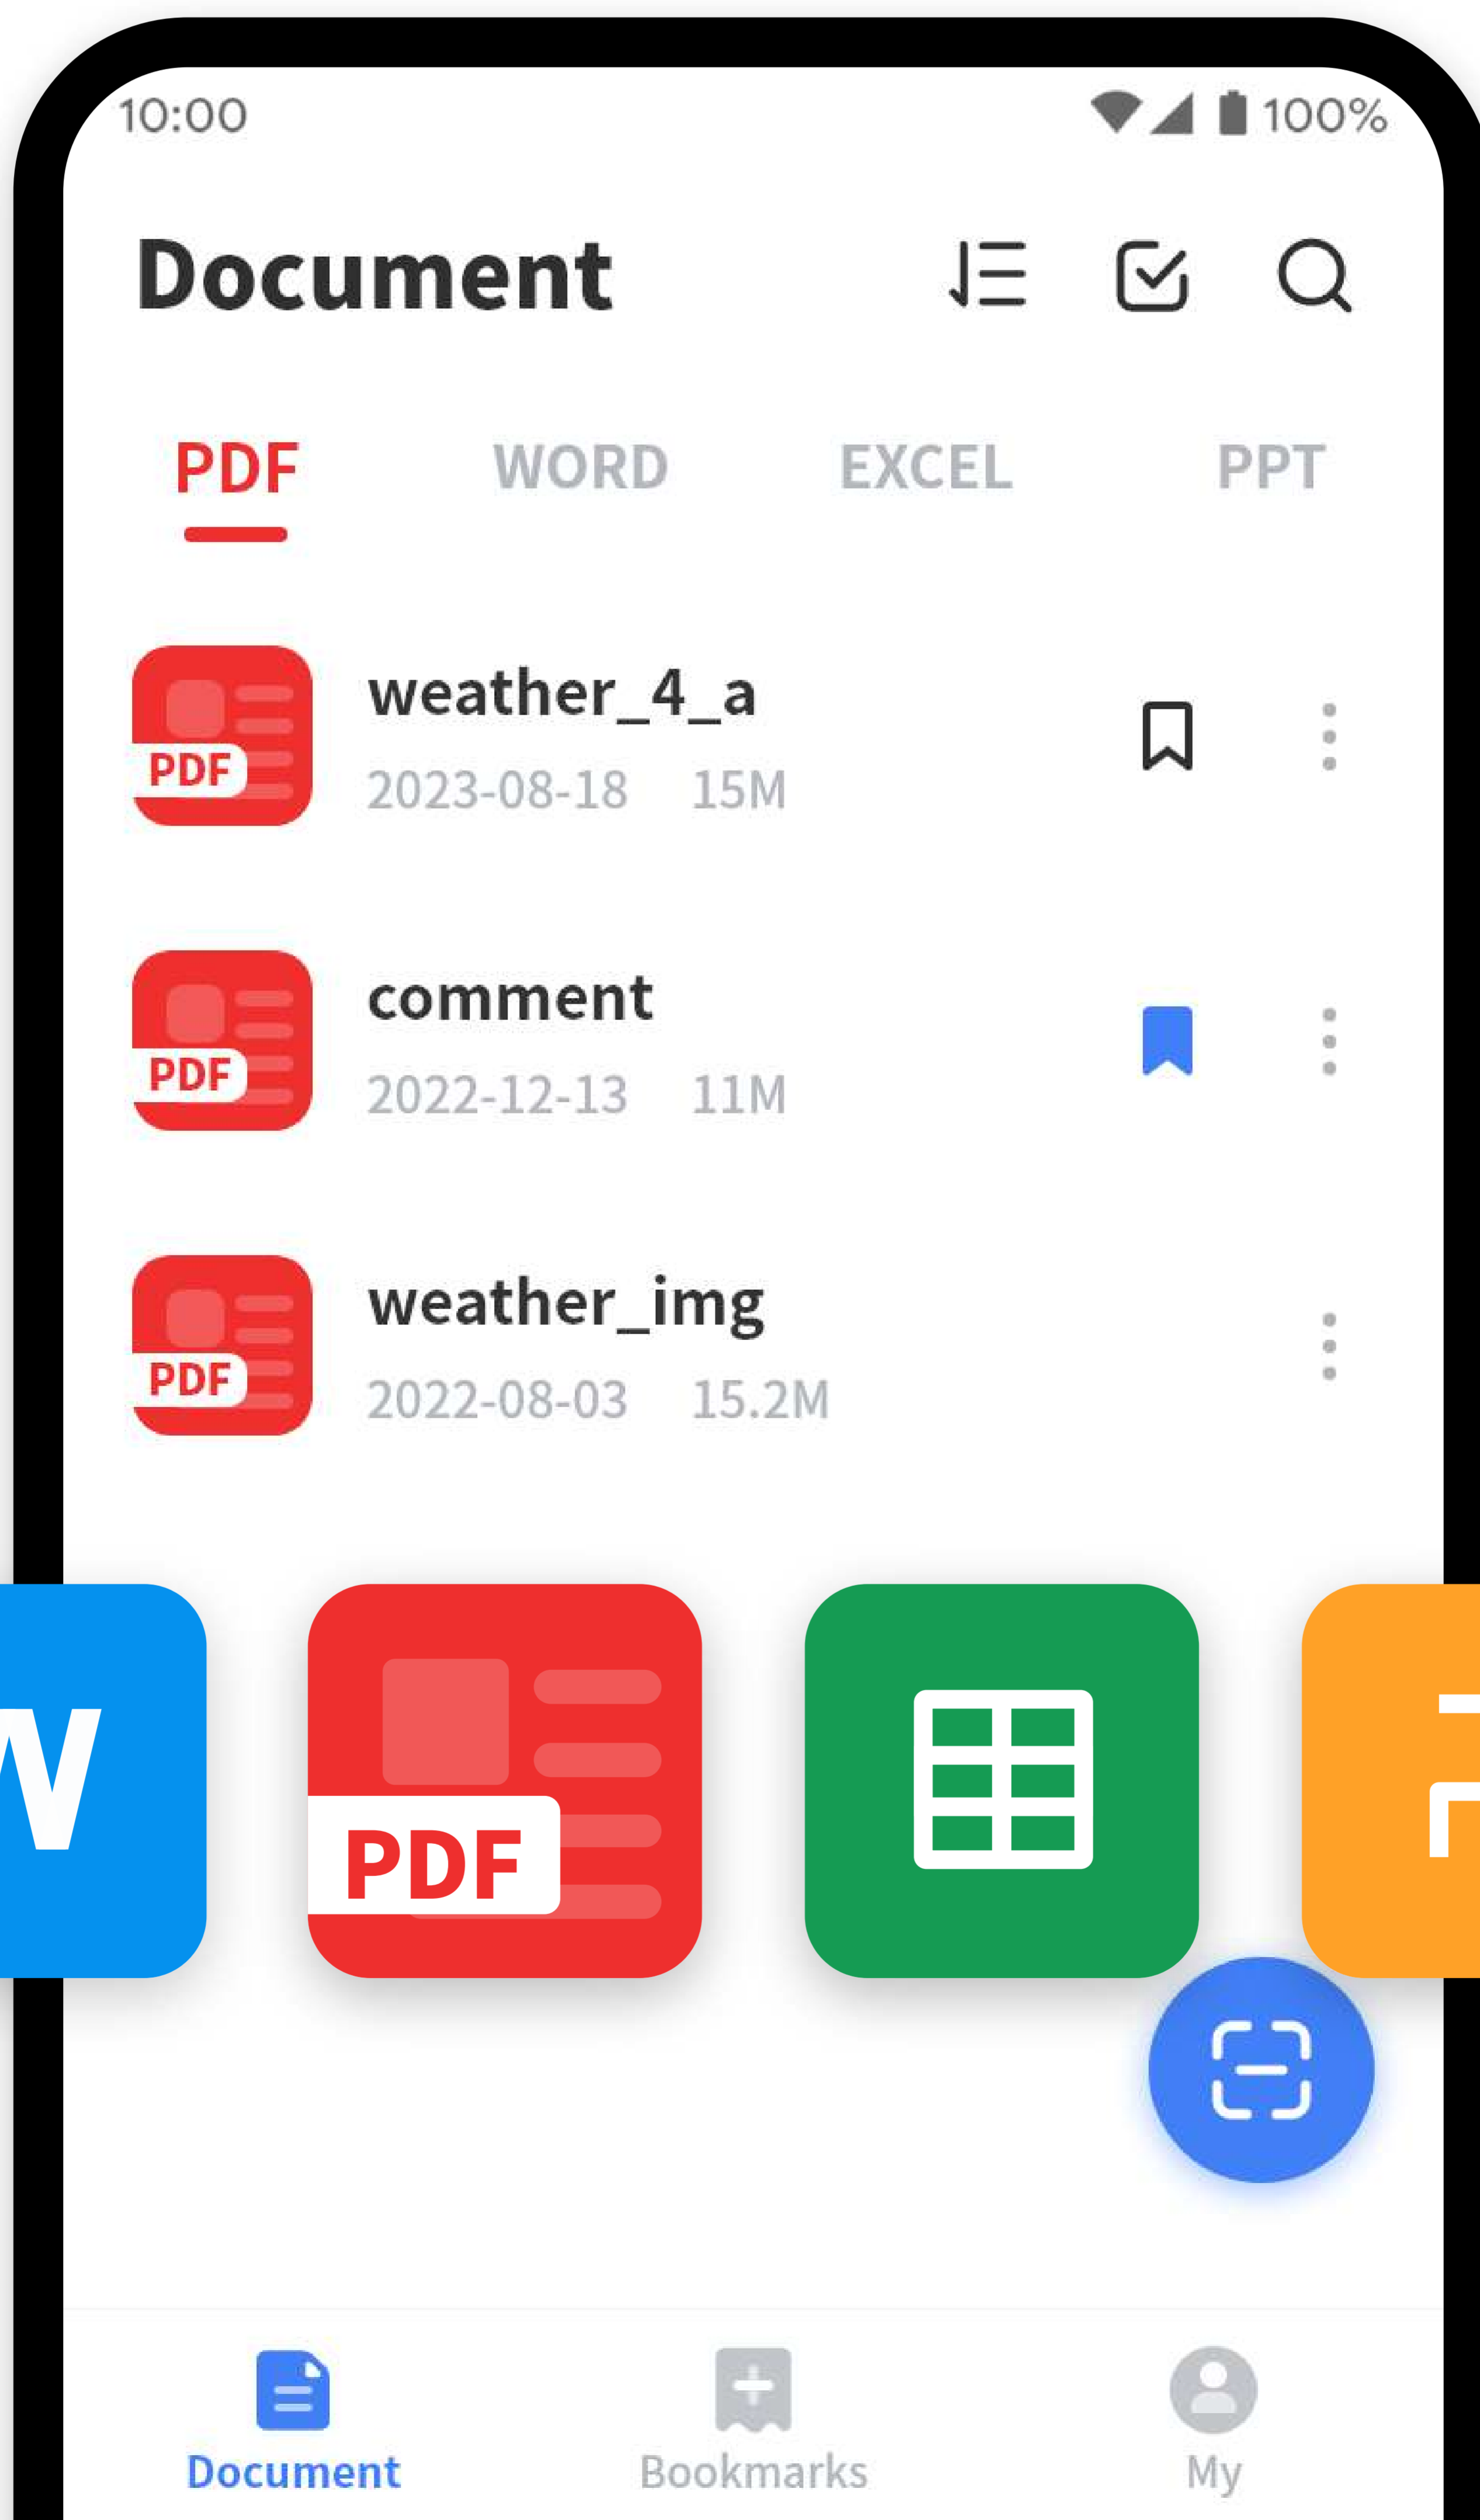 10:00 100%
Document
PDF WORD EXCEL PPT
weather_4_a
PDF
2023-08-18 15M
comment
PDF
2022-12-13 11M
weather_img
PDF
2022-08-03 15.2M
W
PDF
Document Bookmarks My